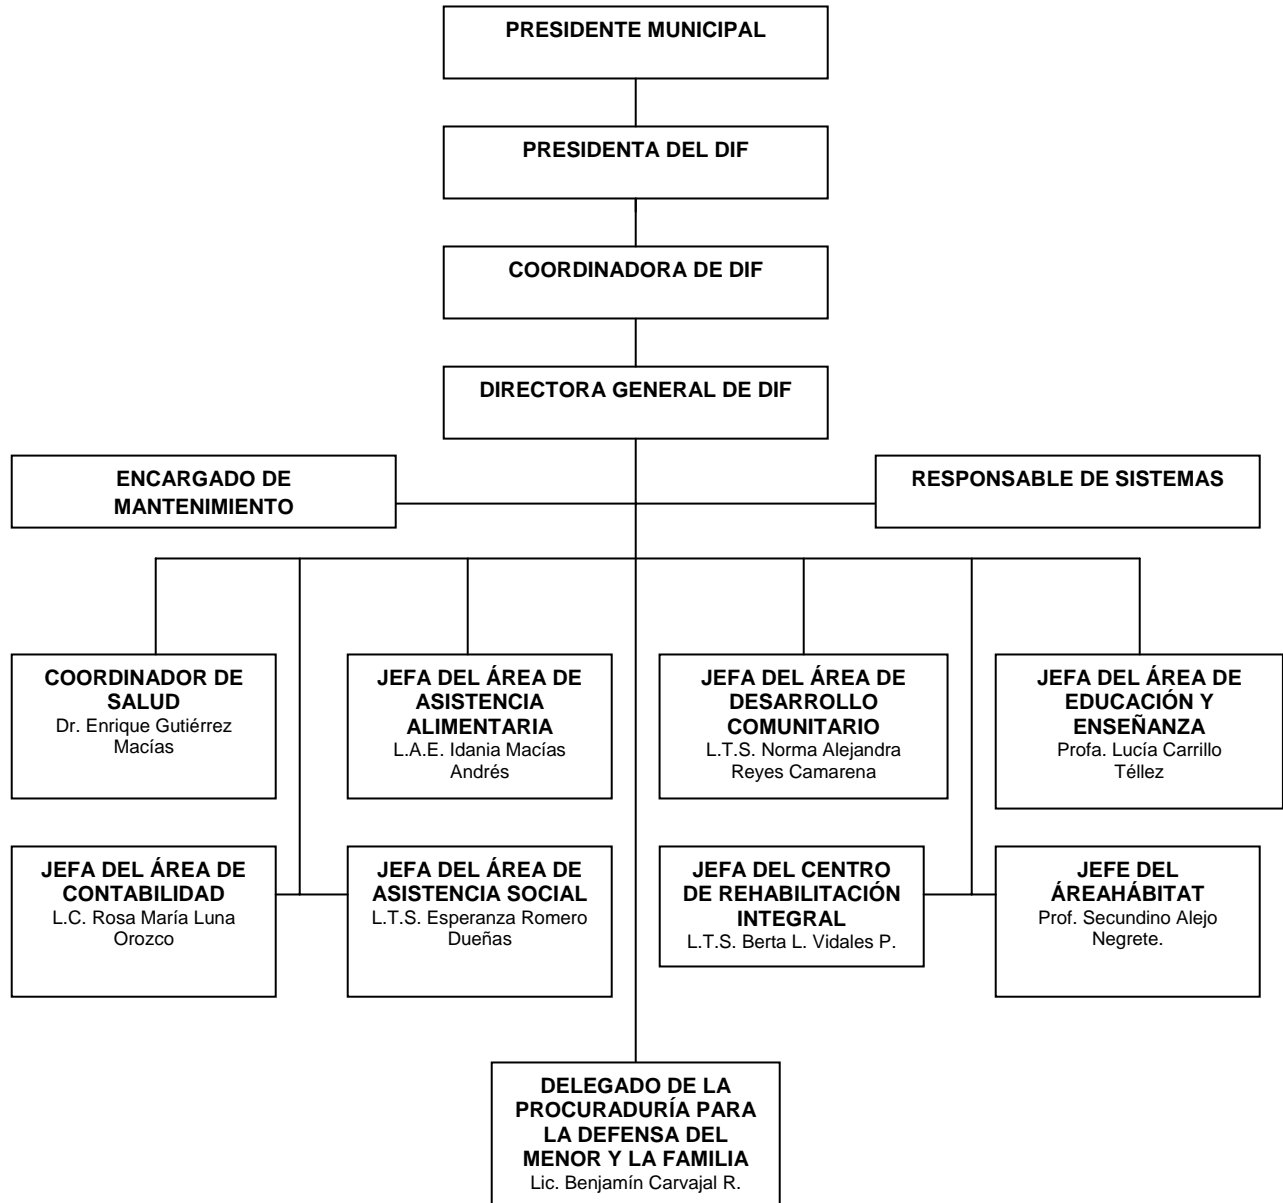 PRESIDENTE MUNICIPAL
PRESIDENTA DEL DIF
COORDINADORA DE DIF
DIRECTORA GENERAL DE DIF
ENCARGADO DE
MANTENIMIENTO
RESPONSABLE DE SISTEMAS
COORDINADOR DE
SALUD
Dr. Enrique Gutiérrez
Macías
JEFA DEL ÁREA DE
ASISTENCIA
ALIMENTARIA
L.A.E. Idania Macías
Andrés
JEFA DEL ÁREA DE
DESARROLLO
COMUNITARIO
L.T.S. Norma Alejandra
Reyes Camarena
JEFA DEL ÁREA DE
EDUCACIÓN Y
ENSEÑANZA
Profa. Lucía Carrillo
Téllez
JEFA DEL ÁREA DE
CONTABILIDAD
L.C. Rosa María Luna
Orozco
JEFA DEL ÁREA DE
ASISTENCIA SOCIAL
L.T.S. Esperanza Romero
Dueñas
JEFA DEL CENTRO
DE REHABILITACIÓN
INTEGRAL
L.T.S. Berta L. Vidales P.
JEFE DEL
ÁREAHÁBITAT
Prof. Secundino Alejo
Negrete.
DELEGADO DE LA
PROCURADURÍA PARA
LA DEFENSA DEL
MENOR Y LA FAMILIA
Lic. Benjamín Carvajal R.